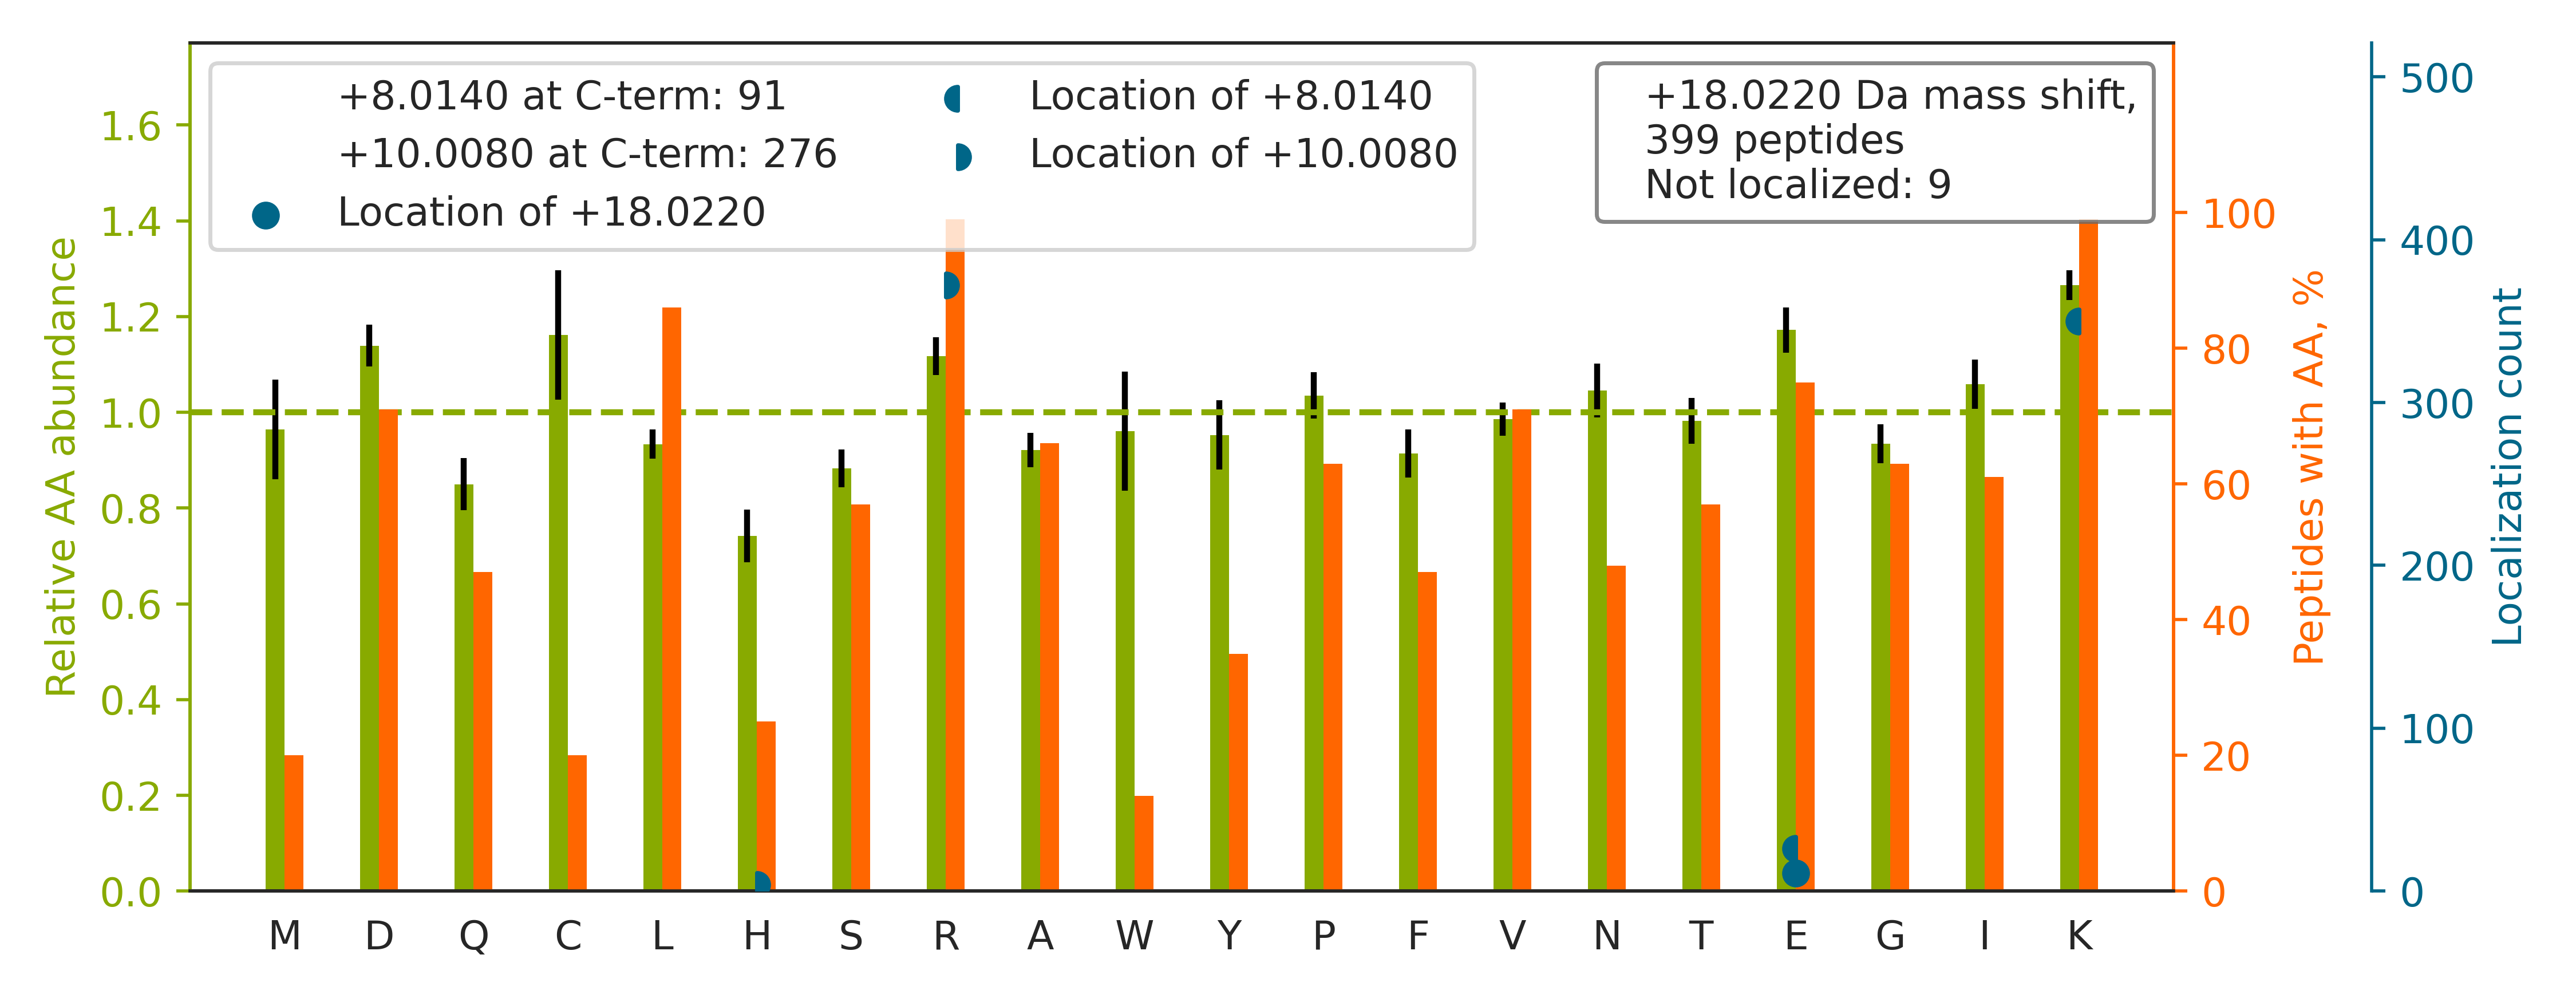 +8.0140 at C-term: 91
+10.0080 at C-term: 276
Location of +18.0220
Location of +8.0140
Location of +10.0080
+18.0220 Da mass shift,
399 peptides
Not localized: 9
Relative AA abundance
1.6
1.4
1.2
1.0
0.8
0.6
0.4
0.2
0.0
M D Q C L H S R A W Y P F V N T E G I K
100
80
60
40
20
0
Peptides with AA, %
500
400
300
200
100
0
Localization count